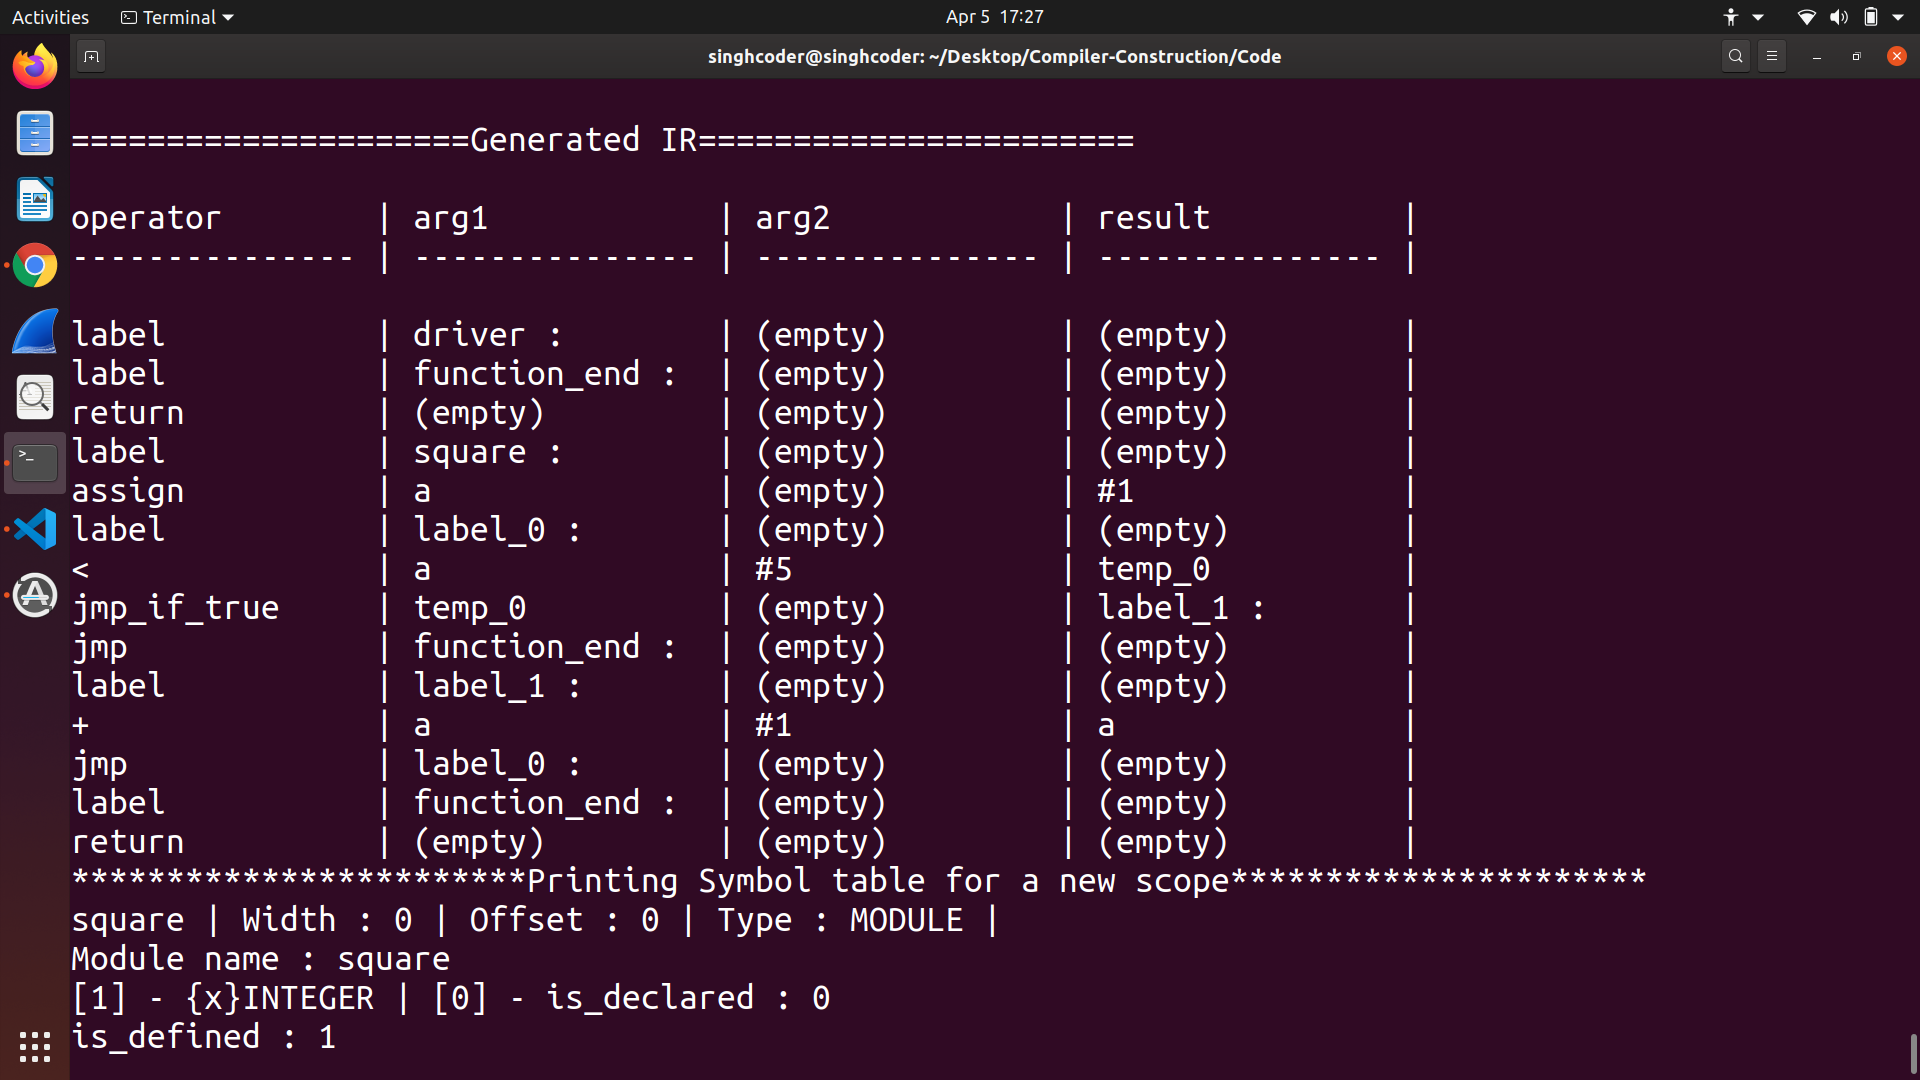 Activities Terminal Apr 5 17:27
singhcoder@singhcoder: ~/Desktop/Compiler-Construction/Code
=====================Generated IR=======================
operator | arg1 | arg2 | result |
--------------- | --------------- | --------------- | --------------- |
label | driver : | (empty) | (empty) |
label | function_end : | (empty) | (empty) |
return | (empty) | (empty) | (empty) |
label | square : | (empty) | (empty) |
assign | a | (empty) | #1 |
label | label_0 : | (empty) | (empty) |
< | a | #5 | temp_0 |
jmp_if_true | temp_0 | (empty) | label_1 : |
jmp | function_end : | (empty) | (empty) |
label | label_1 : | (empty) | (empty) |
+ | a | #1 | a |
jmp | label_0 : | (empty) | (empty) |
label | function_end : | (empty) | (empty) |
return | (empty) | (empty) | (empty) |
************************Printing Symbol table for a new scope**********************
square | Width : 0 | Offset : 0 | Type : MODULE |
Module name : square
[1] - {x}INTEGER | [0] - is_declared : 0
is_defined : 1